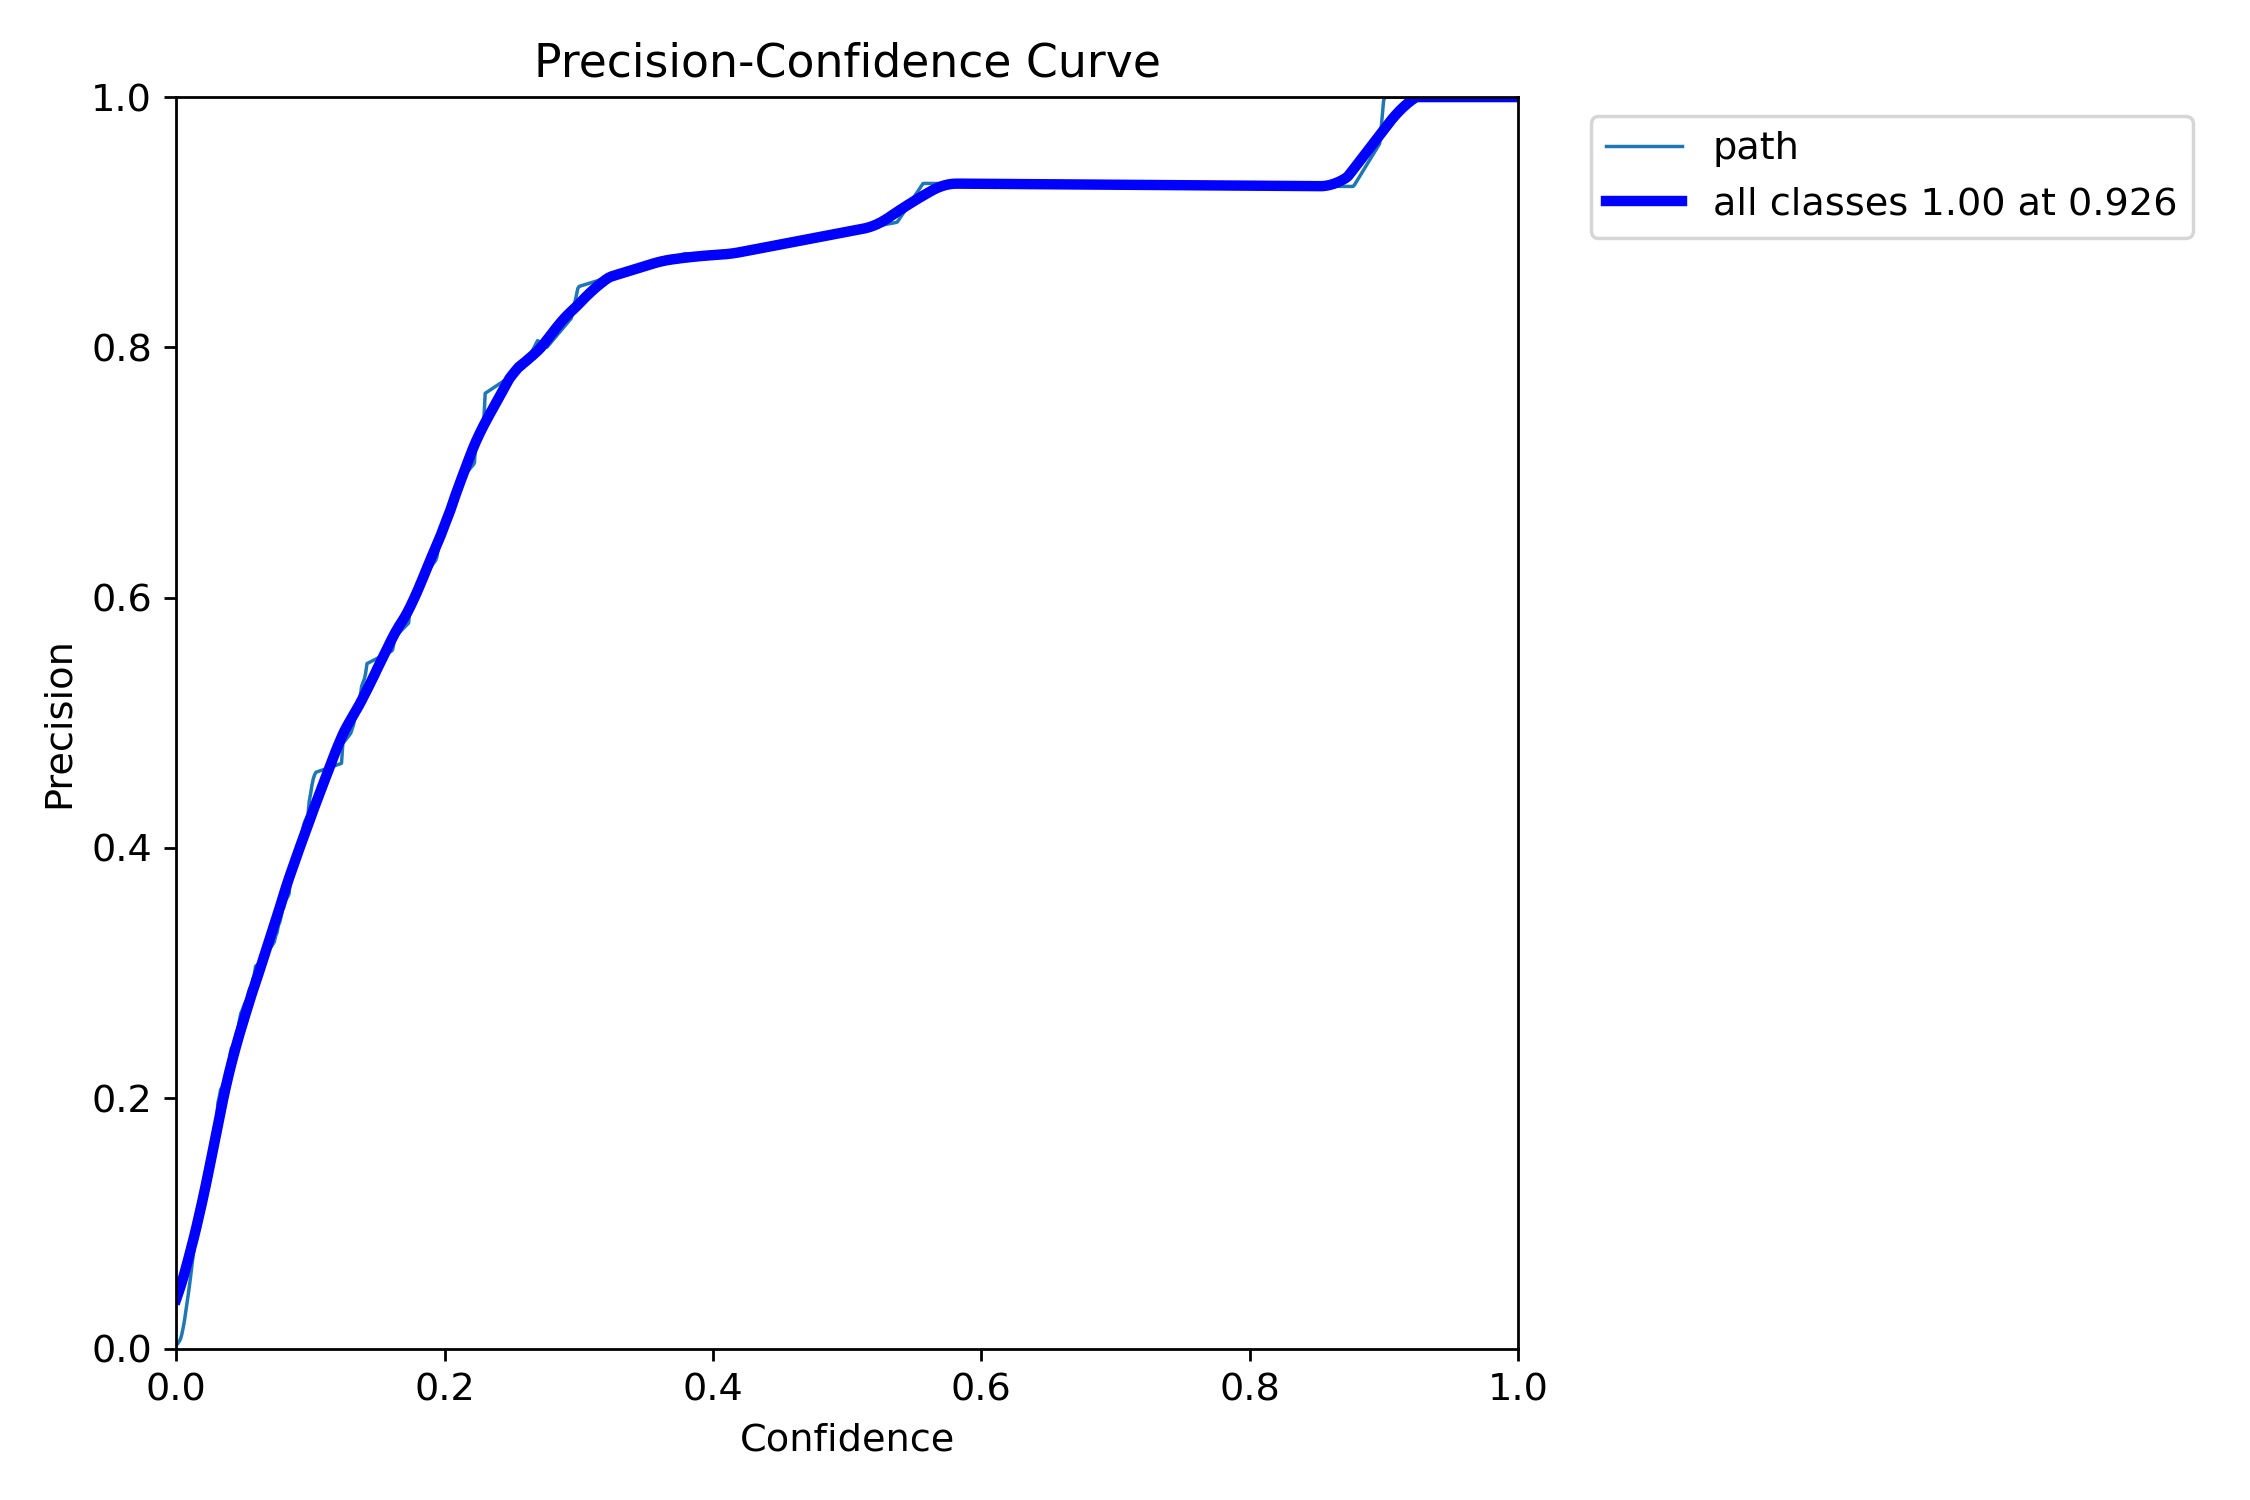 Precision-Confidence Curve
1.0
0.8
0.6
0.4
0.2
0.0
Precision
0.0 0.2 0.4 0.6 0.8 1.0
Confidence
path
all classes 1.00 at 0.926